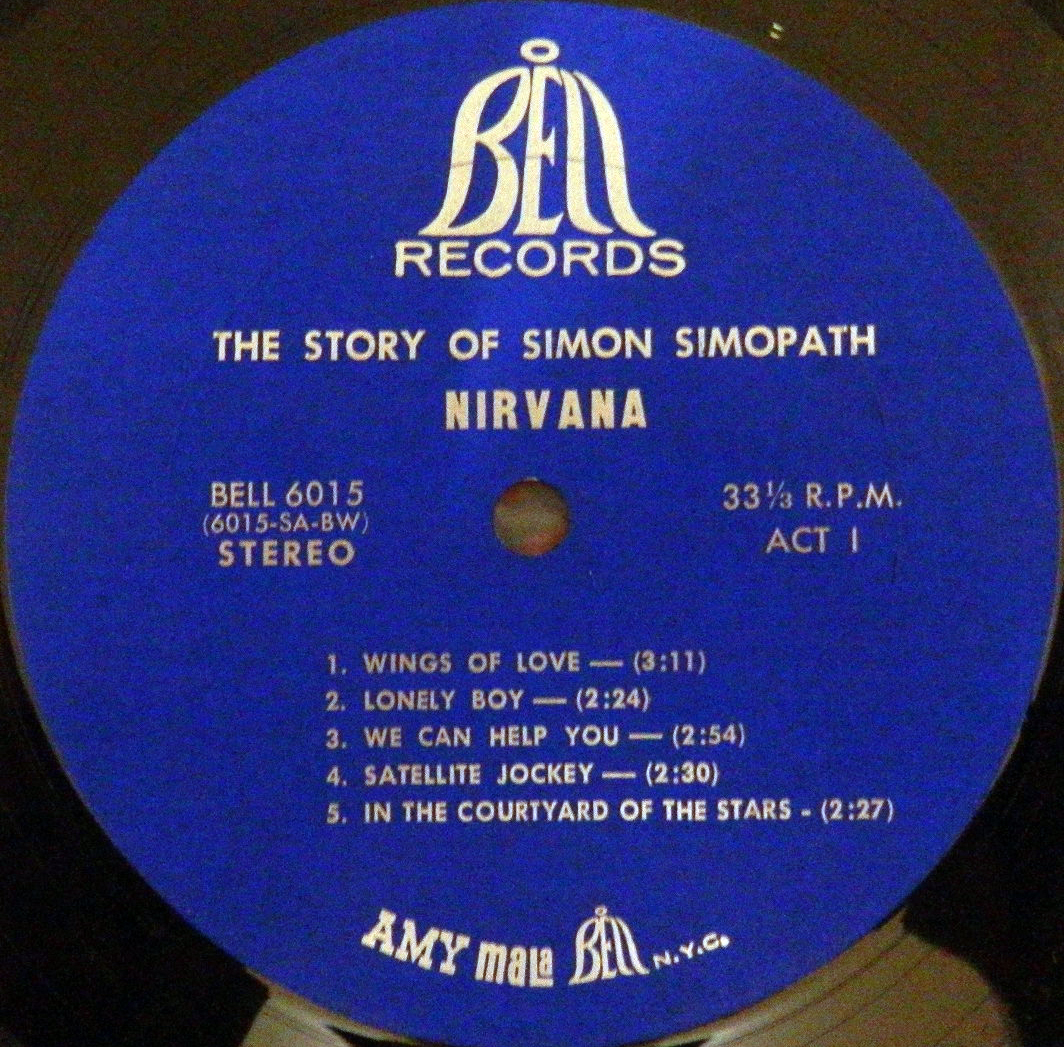 BELL
RECORDS
THE STORY OF SIMON SIMOPATH
NIRVANA
BELL 6015
(6015-SA-BW)
STEREO
33⅓ R.P.M.
ACT I
1. WINGS OF LOVE — (3:11)
2. LONELY BOY — (2:24)
3. WE CAN HELP YOU — (2:54)
4. SATELLITE JOCKEY — (2:30)
5. IN THE COURTYARD OF THE STARS - (2:27)
AMY mala BELL N.Y.C.